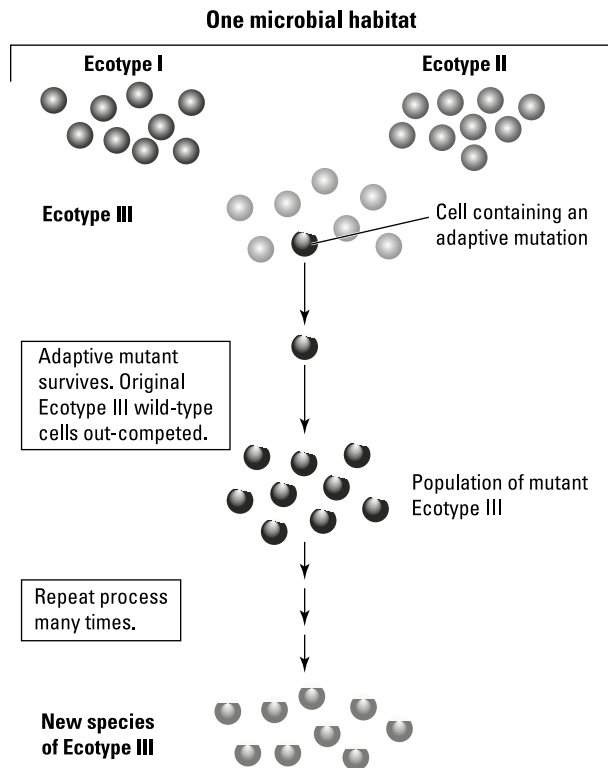 One microbial habitat
Ecotype I
Ecotype II
Ecotype III
Cell containing an
adaptive mutation
Adaptive mutant
survives. Original
Ecotype III wild-type
cells out-competed.
Population of mutant
Ecotype III
Repeat process
many times.
New species
of Ecotype III